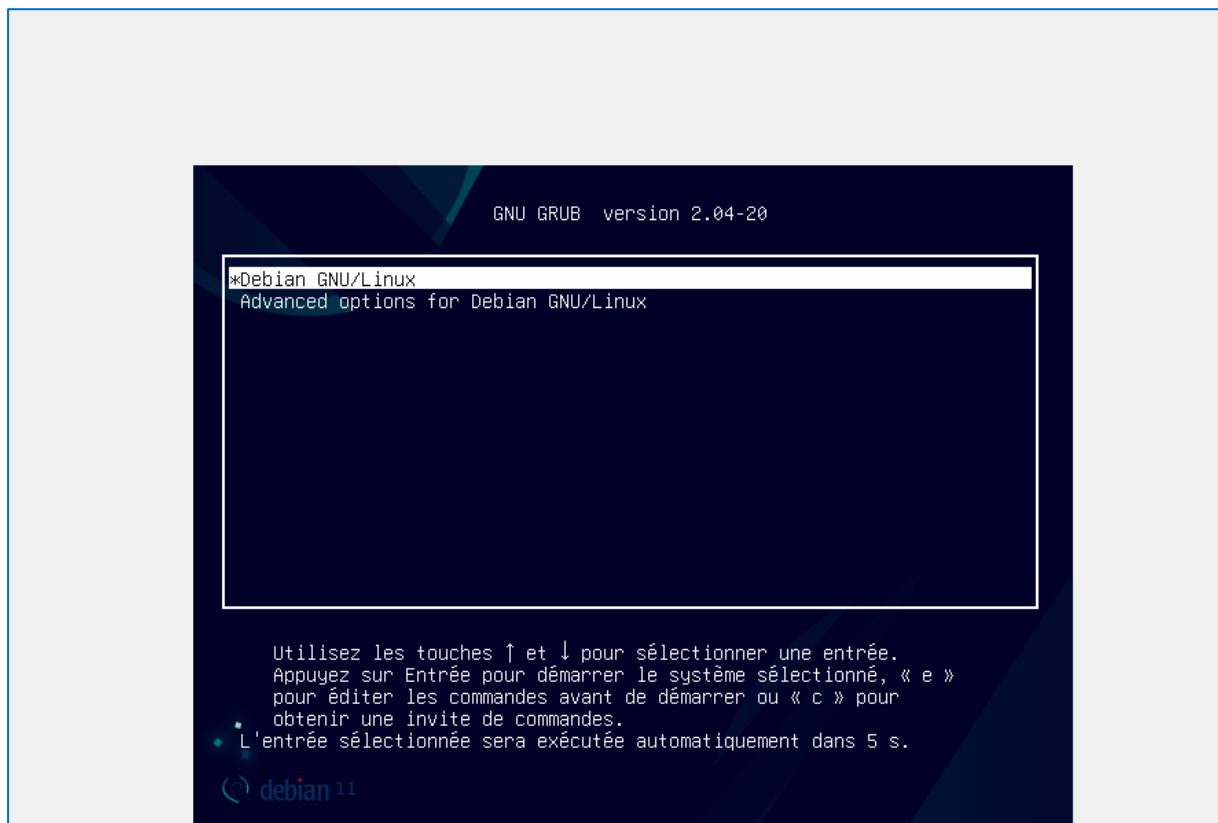 GNU GRUB  version 2.04-20
*Debian GNU/Linux
Advanced options for Debian GNU/Linux
Utilisez les touches ↑ et ↓ pour sélectionner une entrée.
Appuyez sur Entrée pour démarrer le système sélectionné, « e »
pour éditer les commandes avant de démarrer ou « c » pour
obtenir une invite de commandes.
L'entrée sélectionnée sera exécutée automatiquement dans 5 s.
debian 11